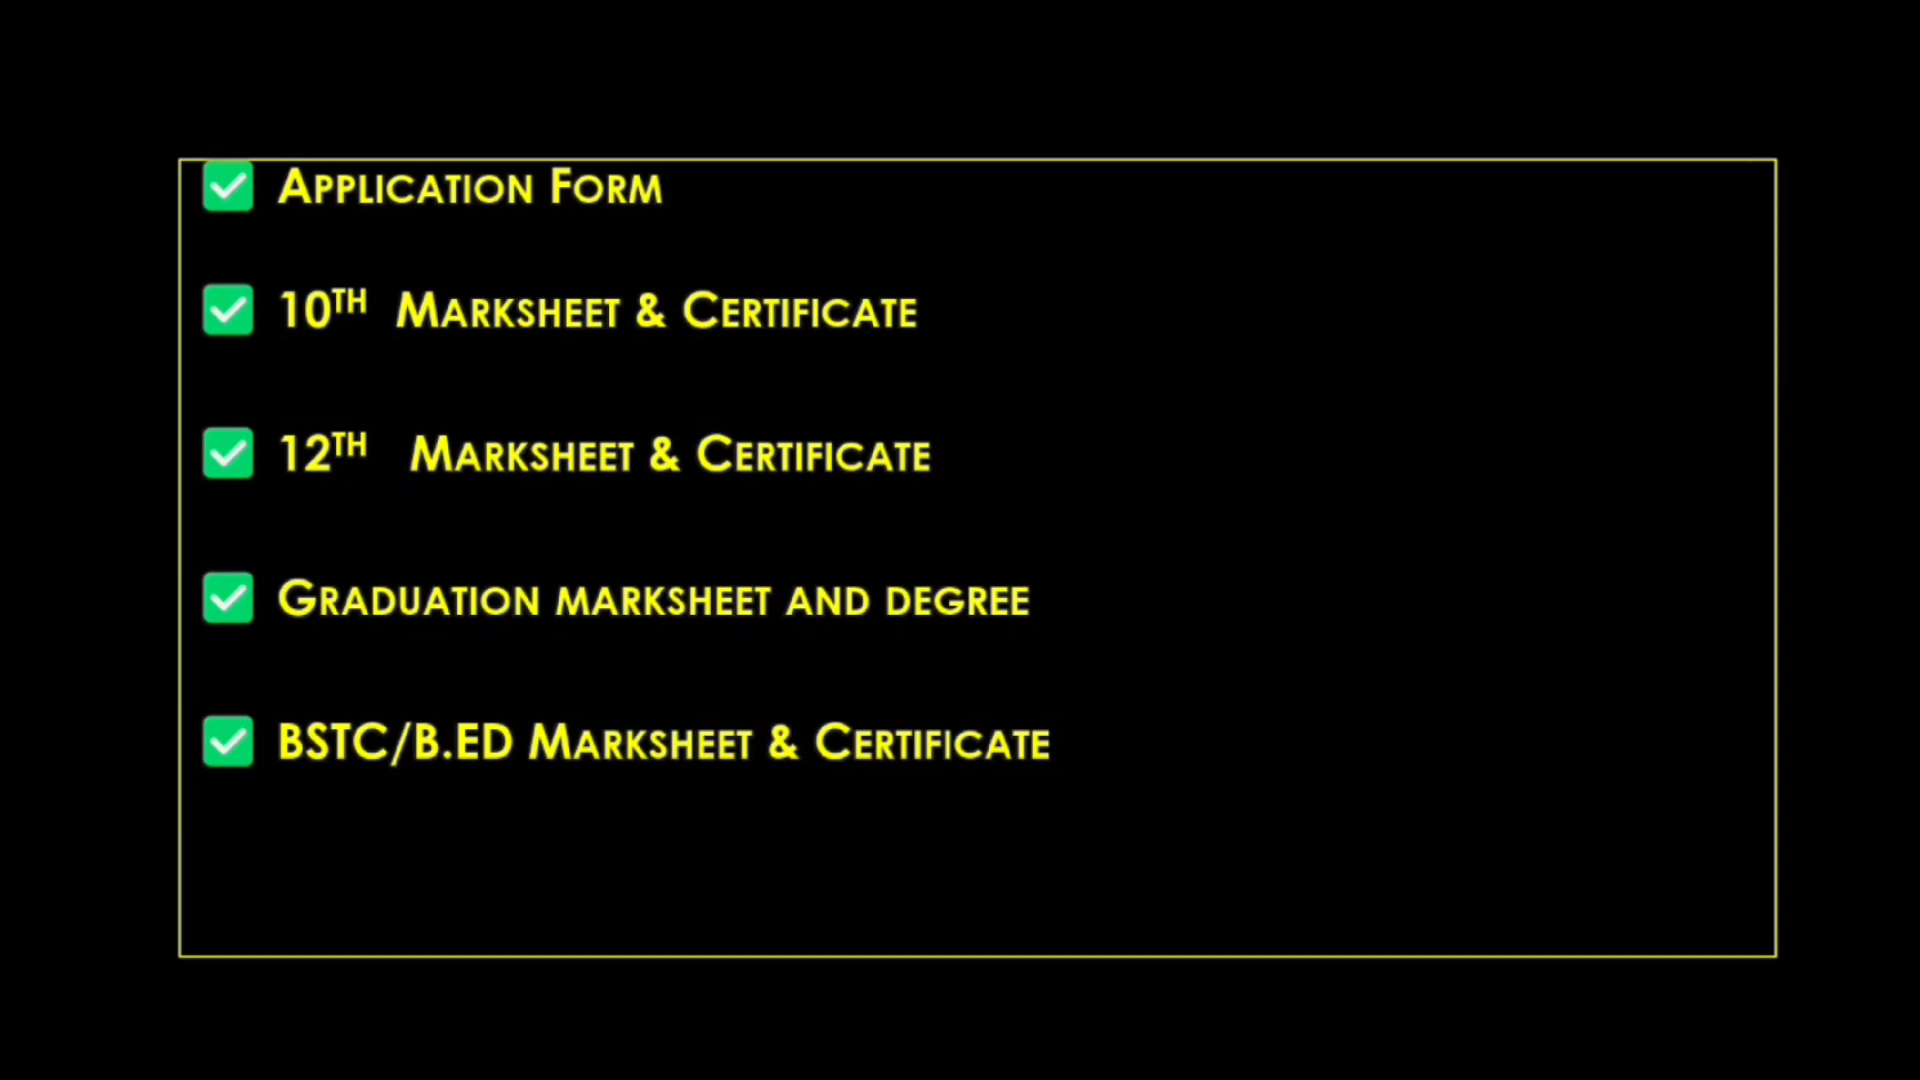 Application Form
10TH Marksheet & Certificate
12TH Marksheet & Certificate
Graduation marksheet and degree
BSTC/B.ED Marksheet & Certificate